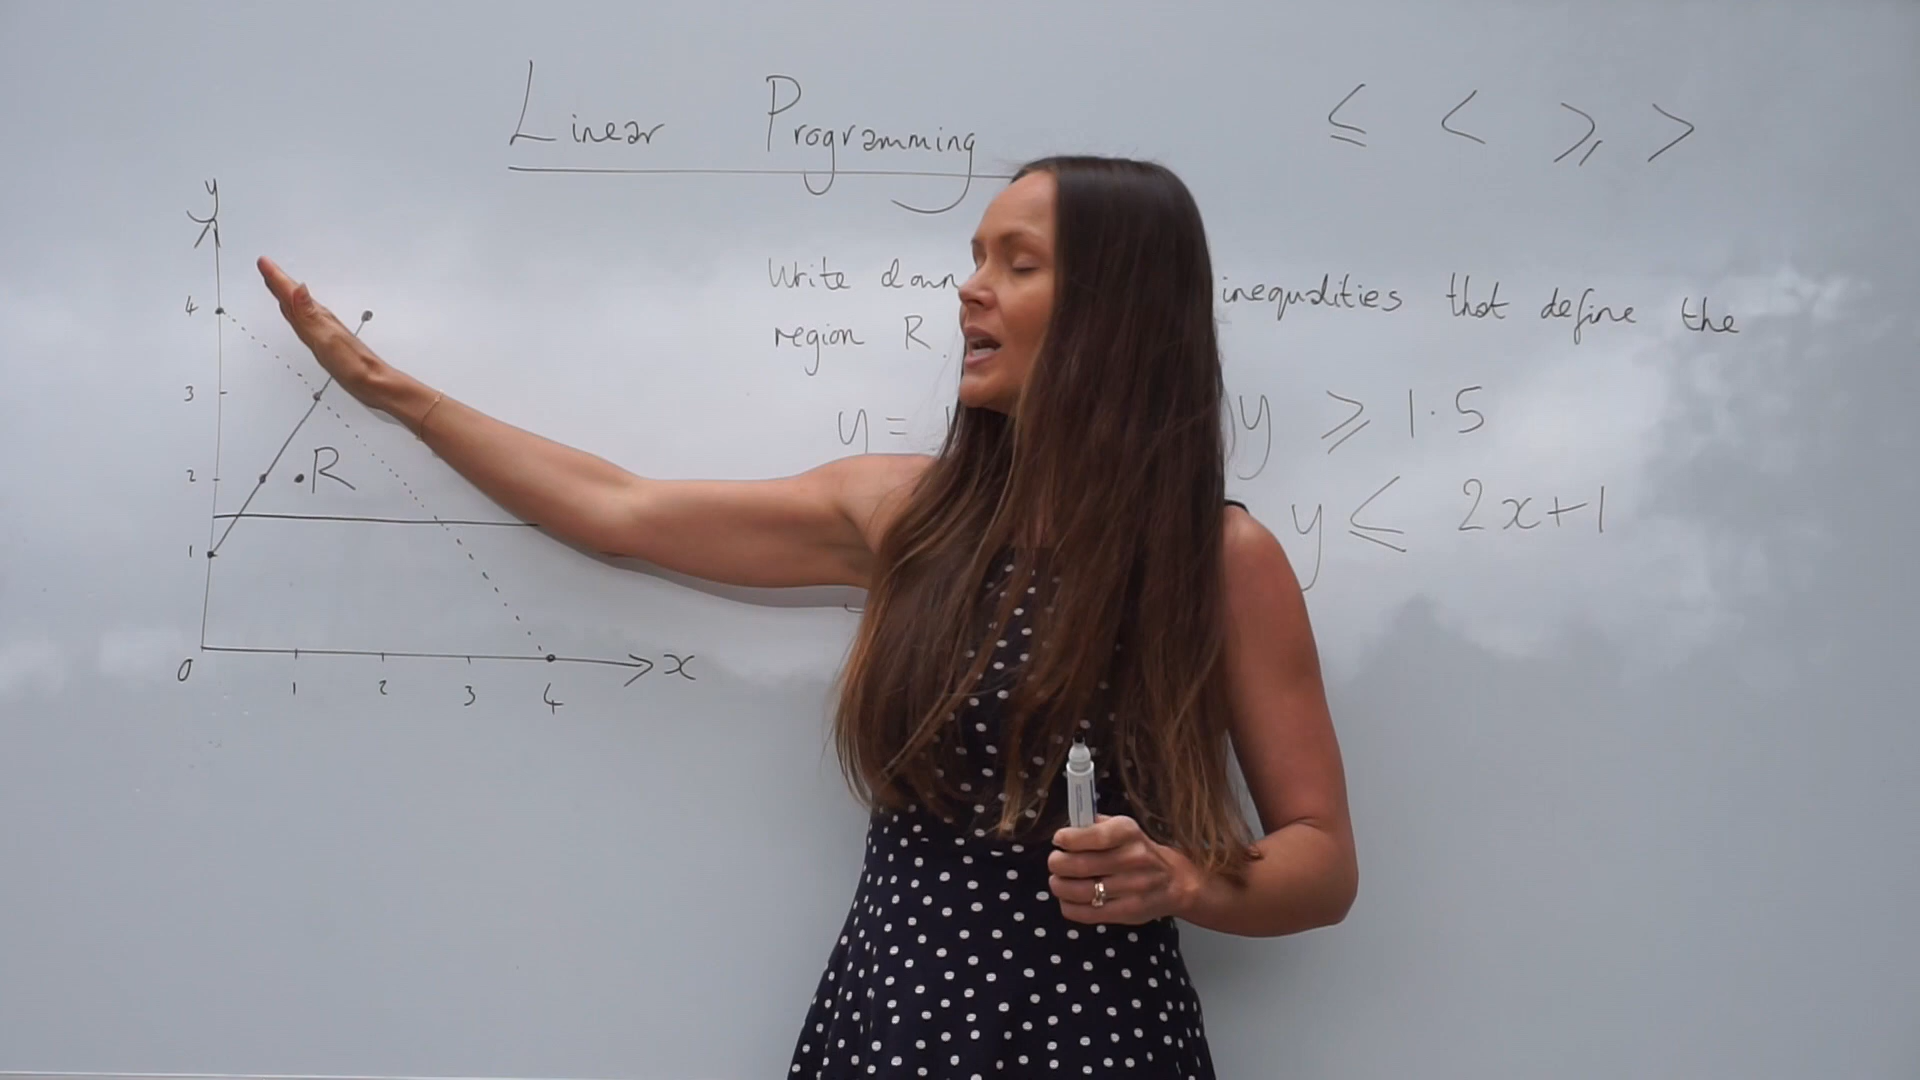 Linear Programming
≤ < ⩾ >
y
4
3
2
1
0
R
1 2 3 4
x
Write down inequalities that define the
region R.
y =
y ⩾ 1.5
y ≤ 2x+1